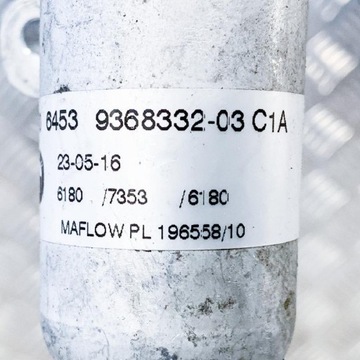 6453 9368332-03 C1A
23-05-16
6180 /7353 /6180
MAFLOW PL 196558/10